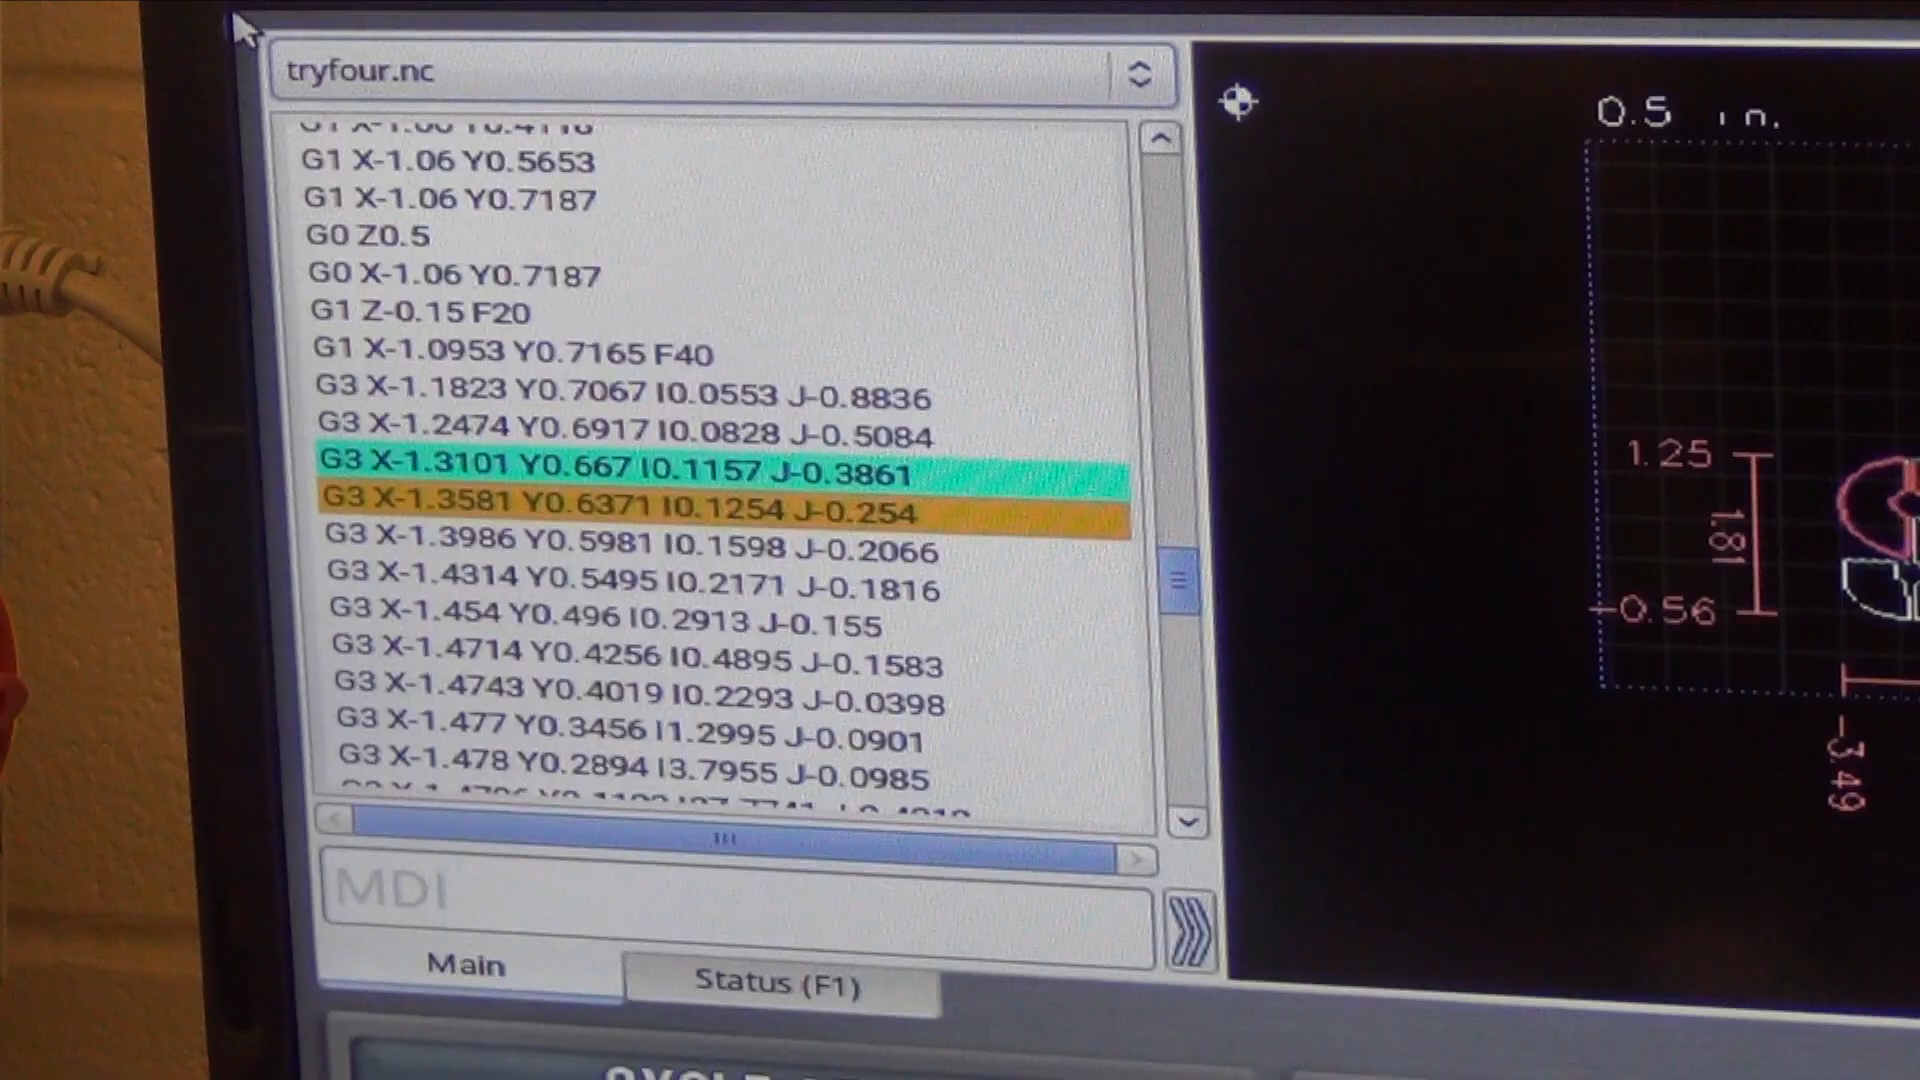 tryfour.nc
G1 X-1.06 Y0.5653
G1 X-1.06 Y0.7187
G0 Z0.5
G0 X-1.06 Y0.7187
G1 Z-0.15 F20
G1 X-1.0953 Y0.7165 F40
G3 X-1.1823 Y0.7067 I0.0553 J-0.8836
G3 X-1.2474 Y0.6917 I0.0828 J-0.5084
G3 X-1.3101 Y0.667 I0.1157 J-0.3861
G3 X-1.3581 Y0.6371 I0.1254 J-0.254
G3 X-1.3986 Y0.5981 I0.1598 J-0.2066
G3 X-1.4314 Y0.5495 I0.2171 J-0.1816
G3 X-1.454 Y0.496 I0.2913 J-0.155
G3 X-1.4714 Y0.4256 I0.4895 J-0.1583
G3 X-1.4743 Y0.4019 I0.2293 J-0.0398
G3 X-1.477 Y0.3456 I1.2995 J-0.0901
G3 X-1.478 Y0.2894 I3.7955 J-0.0985
MDI
Main
Status (F1)
0.5 in.
1.25
1.81
-0.56
-3.49